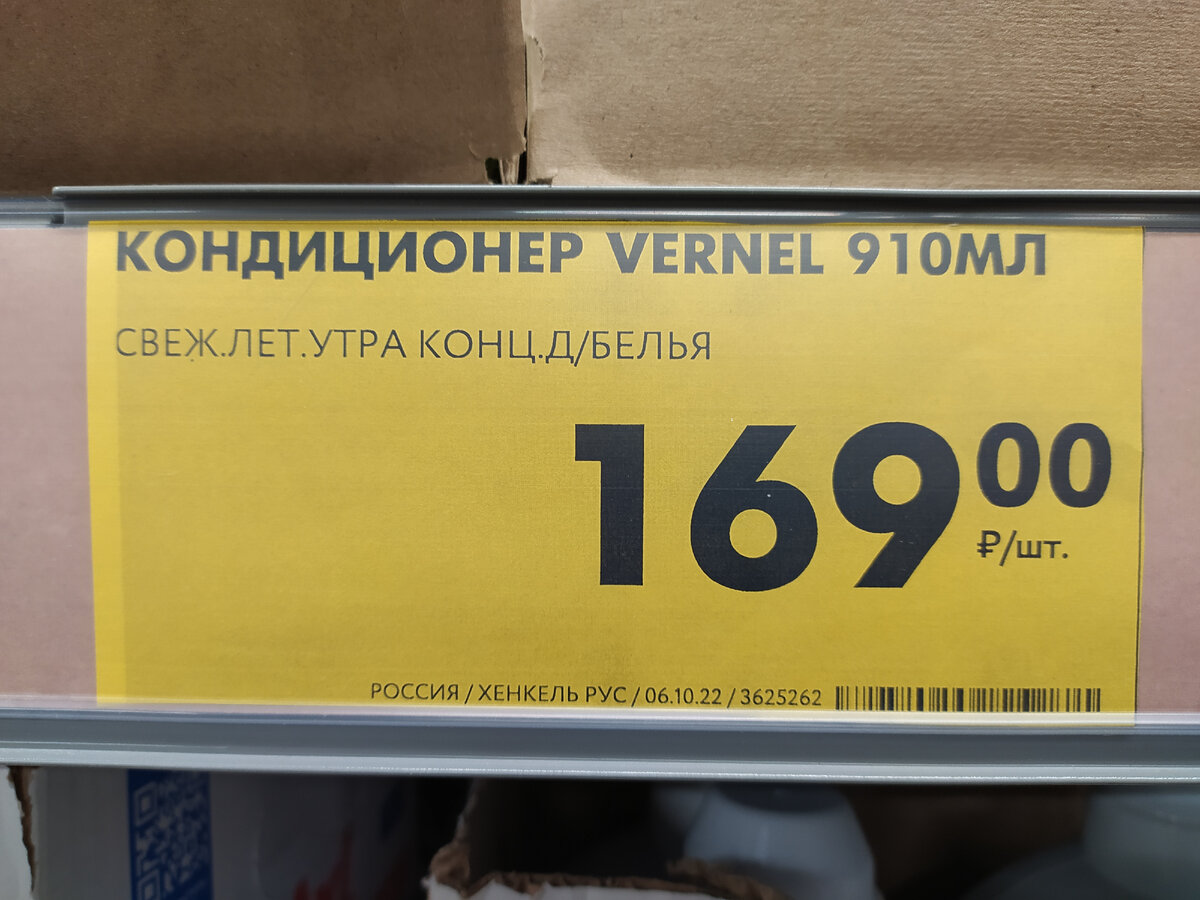 КОНДИЦИОНЕР VERNEL 910МЛ
СВЕЖ.ЛЕТ.УТРА КОНЦ.Д/БЕЛЬЯ
169 00
₽/шт.
РОССИЯ / ХЕНКЕЛЬ РУС / 06.10.22 / 3625262